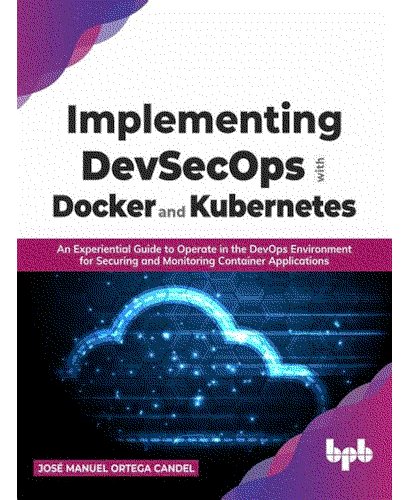 bpb
Implementing
DevSecOps with
Docker and Kubernetes
An Experiential Guide to Operate in the DevOps Environment
for Securing and Monitoring Container Applications
JOSÉ MANUEL ORTEGA CANDEL
bpb